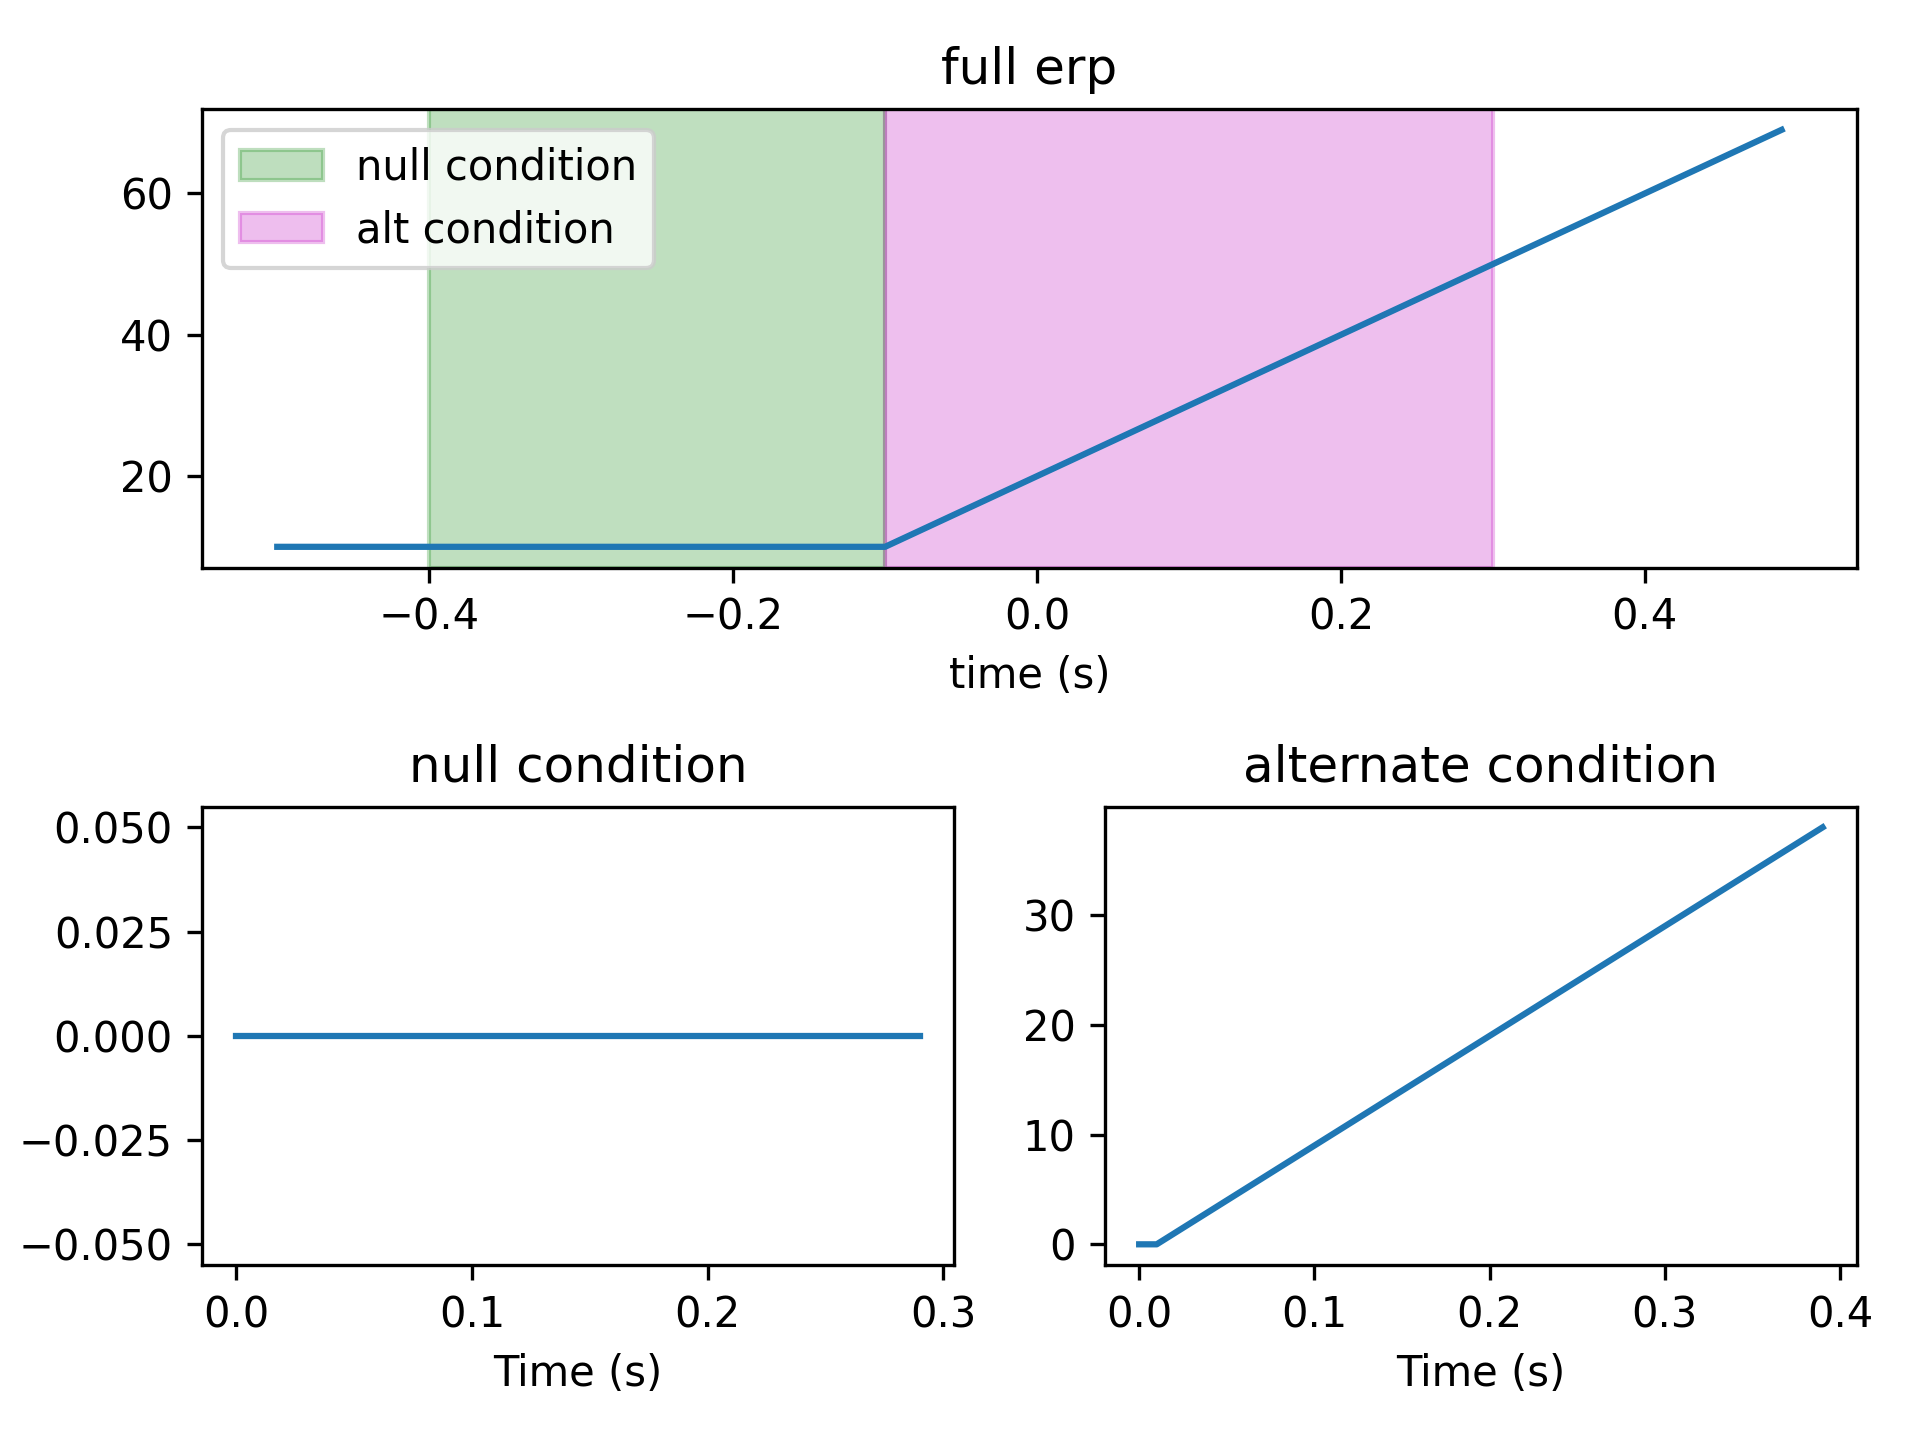 full erp
null condition
alt condition
60
40
20
−0.4 −0.2 0.0 0.2 0.4
time (s)
null condition
0.050
0.025
0.000
−0.025
−0.050
0.0 0.1 0.2 0.3
Time (s)
alternate condition
30
20
10
0
0.0 0.1 0.2 0.3 0.4
Time (s)